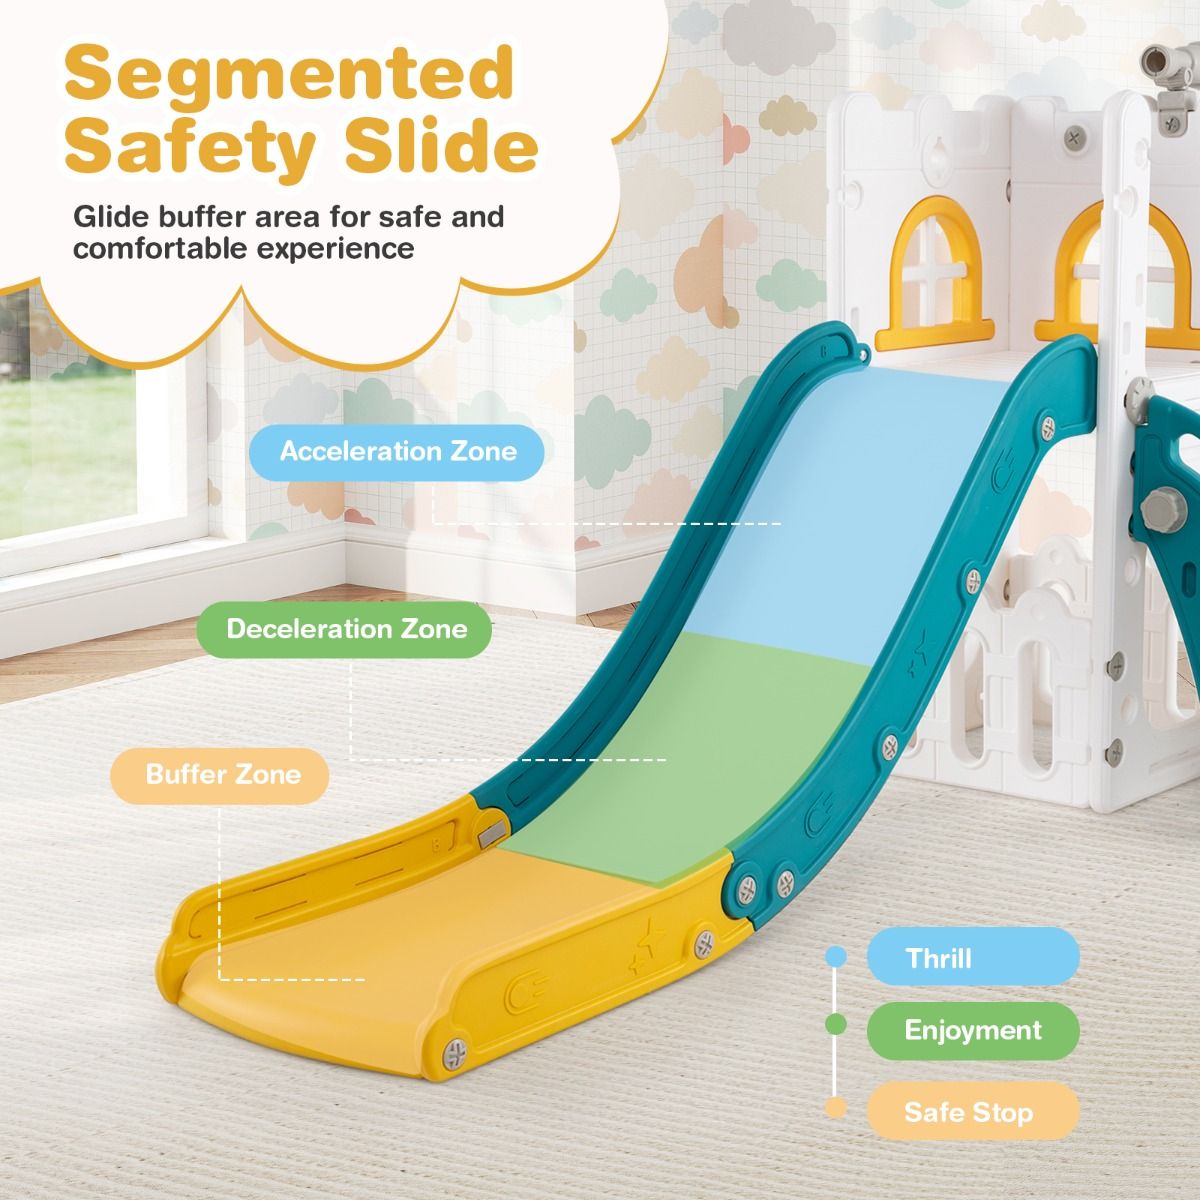 Segmented
Safety Slide
Glide buffer area for safe and
comfortable experience
Acceleration Zone
Deceleration Zone
Buffer Zone
Thrill
Enjoyment
Safe Stop